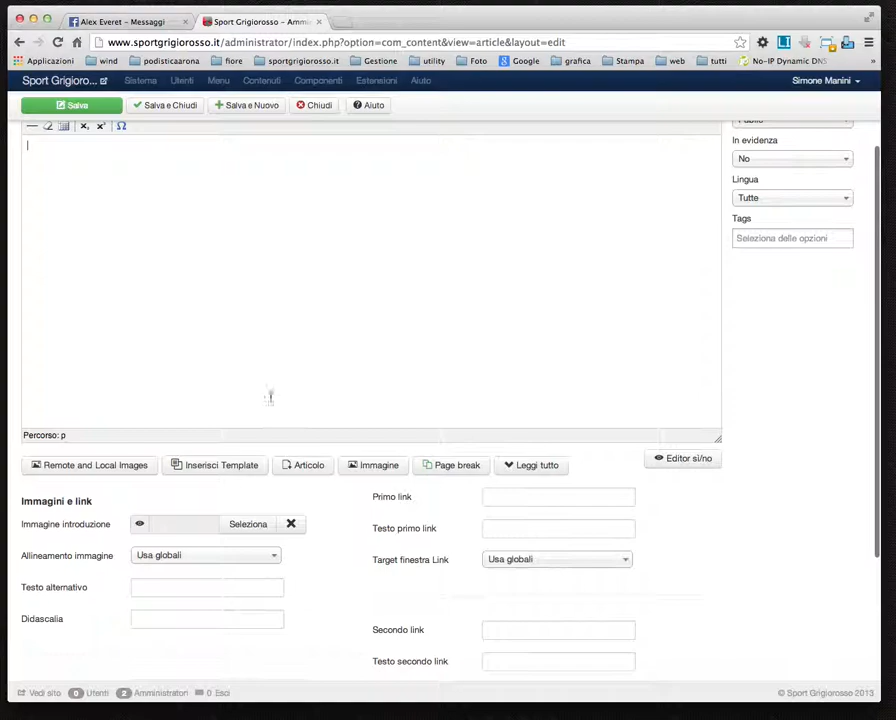 Alex Everet – Messaggi
Sport Grigiorosso – Ammi
www.sportgrigiorosso.it/administrator/index.php?option=com_content&view=article&layout=edit
Applicazioni wind podisticaarona fiore sportgrigiorosso.it Gestione utility Foto Google grafica Stampa web tutti No-IP Dynamic DNS
Sport Grigioro... Sistema Utenti Menu Contenuti Componenti Estensioni Aiuto Simone Manini
Salva Salva e Chiudi Salva e Nuovo Chiudi Aiuto
In evidenza
No
Lingua
Tutte
Tags
Seleziona delle opzioni
Percorso: p
Remote and Local Images Inserisci Template Articolo Immagine Page break Leggi tutto Editor sì/no
Immagini e link
Immagine introduzione Seleziona
Allineamento immagine Usa globali
Testo alternativo
Didascalia
Primo link
Testo primo link
Target finestra Link Usa globali
Secondo link
Testo secondo link
Vedi sito 0 Utenti 2 Amministratori 0 Esci © Sport Grigiorosso 2013